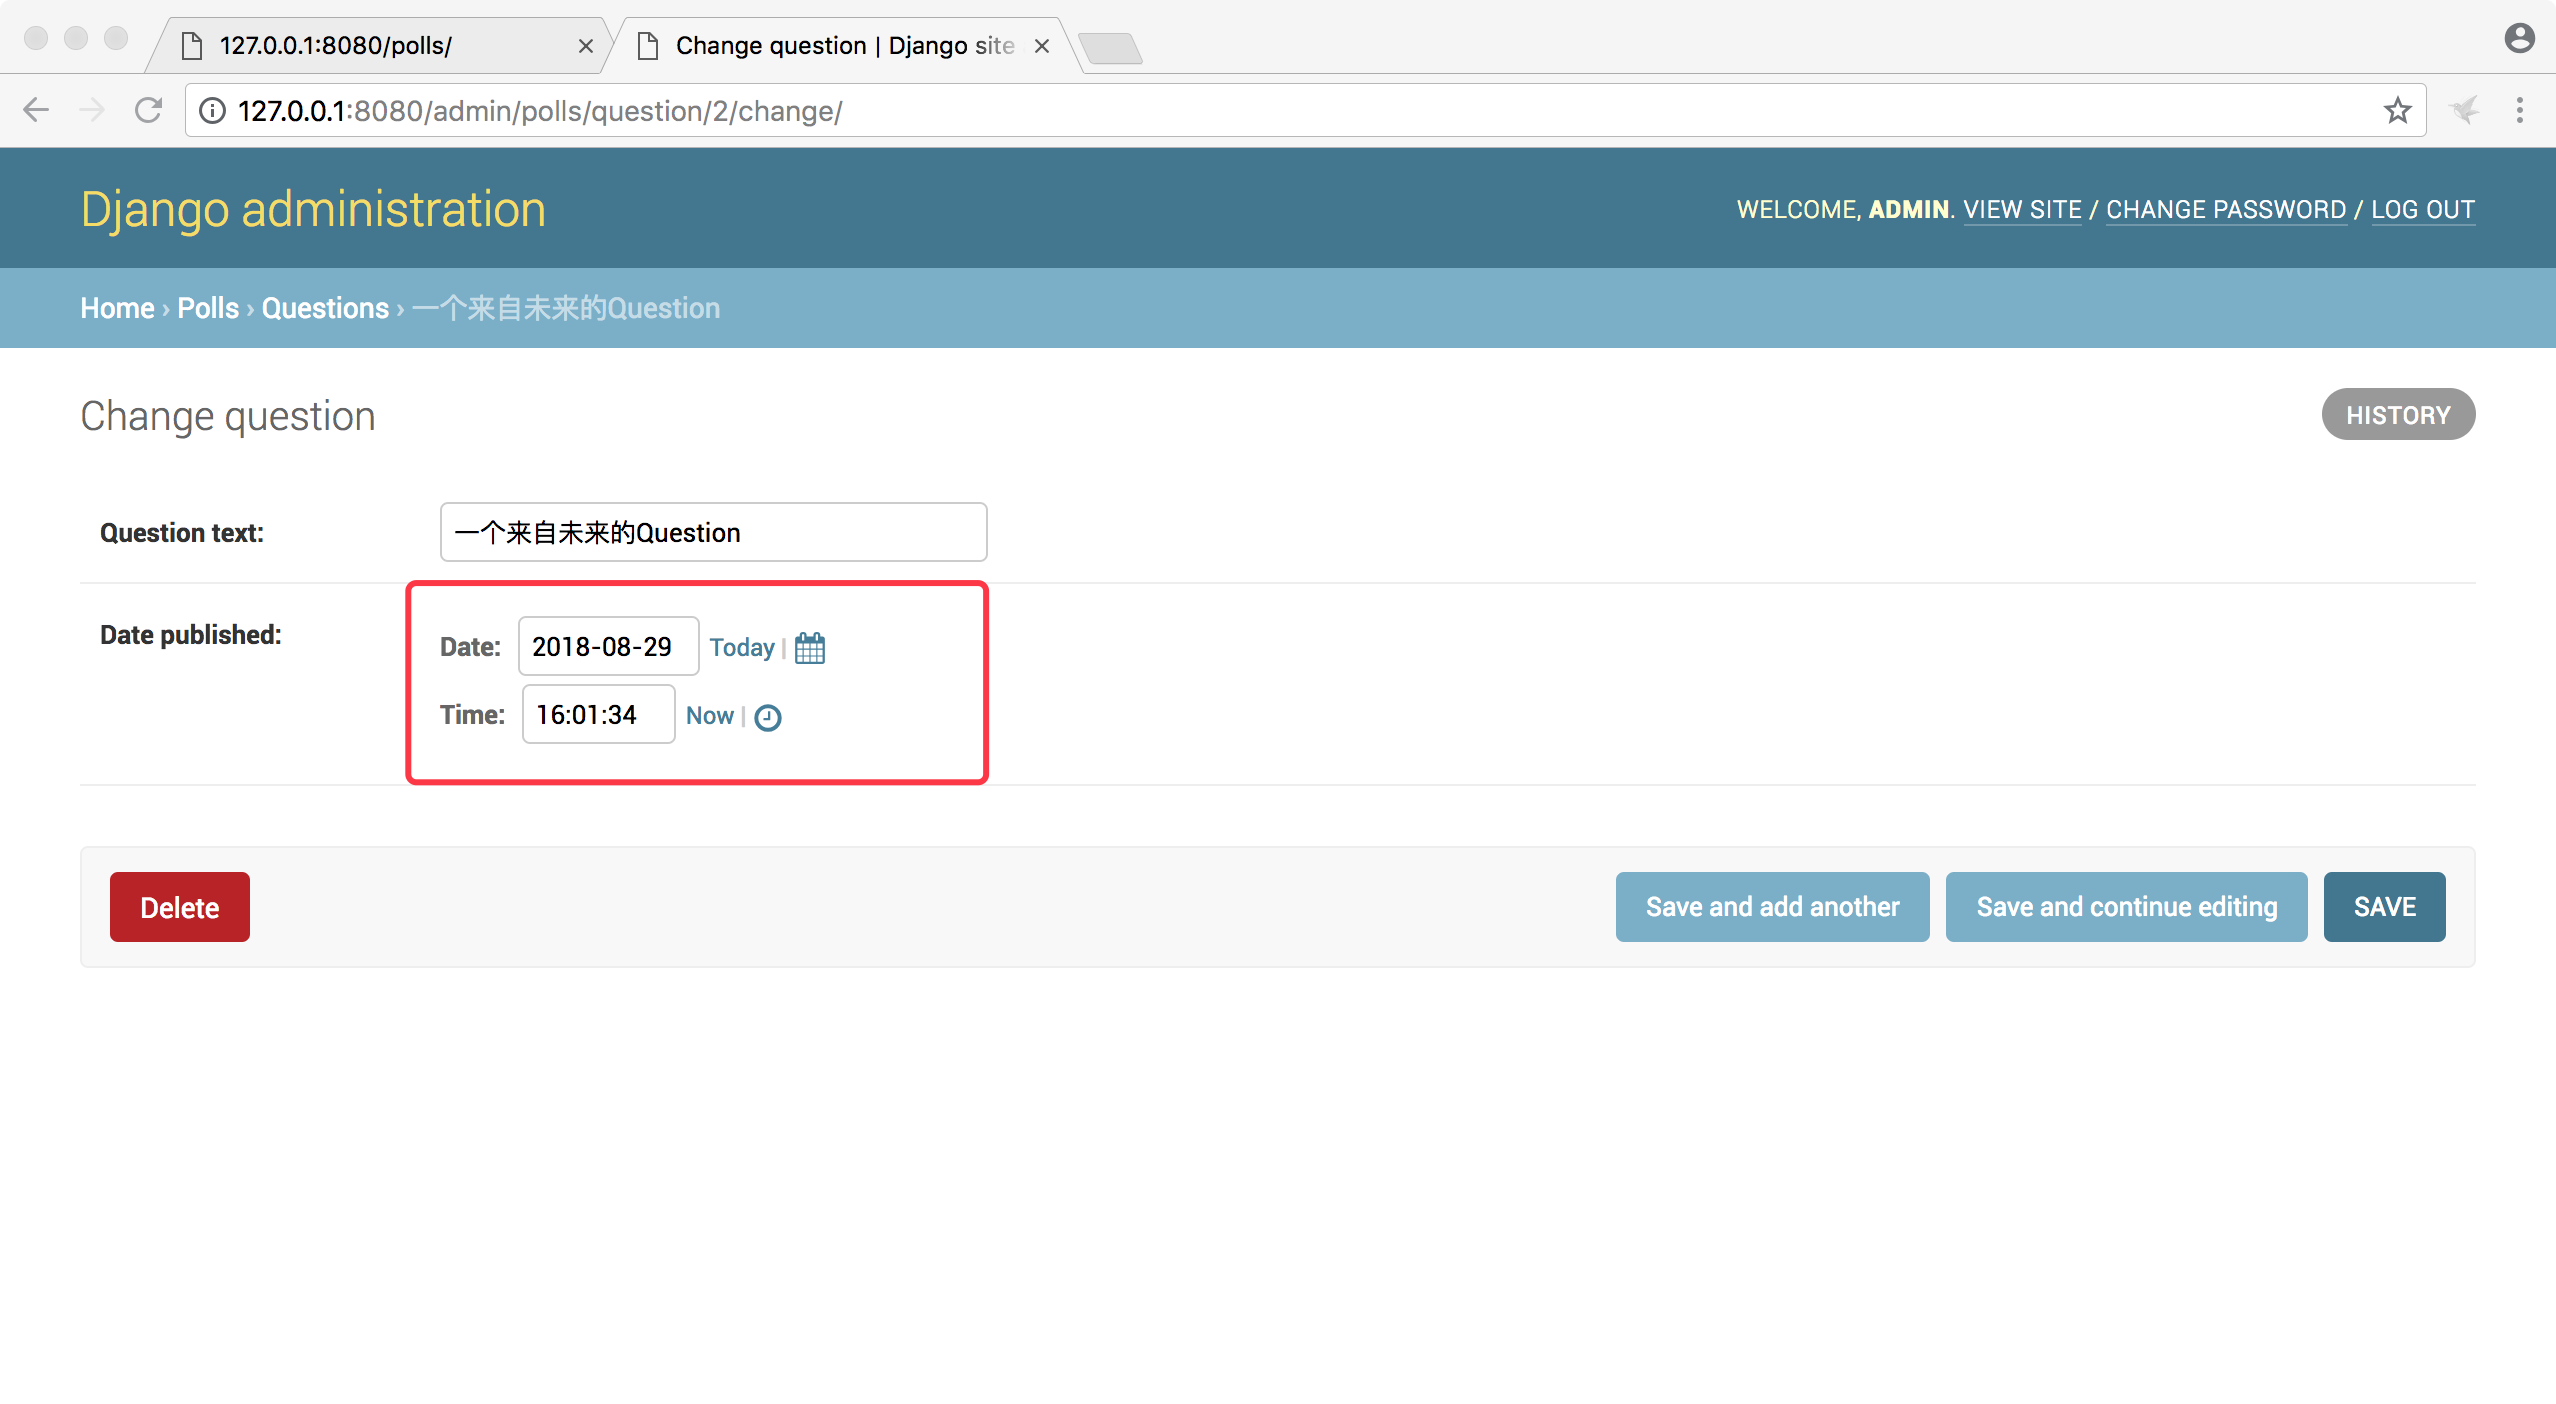 127.0.0.1:8080/polls/
Change question | Django site
127.0.0.1:8080/admin/polls/question/2/change/
Django administration
WELCOME, ADMIN. VIEW SITE / CHANGE PASSWORD / LOG OUT
Home › Polls › Questions › 一个来自未来的Question
Change question
HISTORY
Question text:
一个来自未来的Question
Date published:
Date: 2018-08-29 Today |
Time: 16:01:34 Now |
Delete
Save and add another
Save and continue editing
SAVE